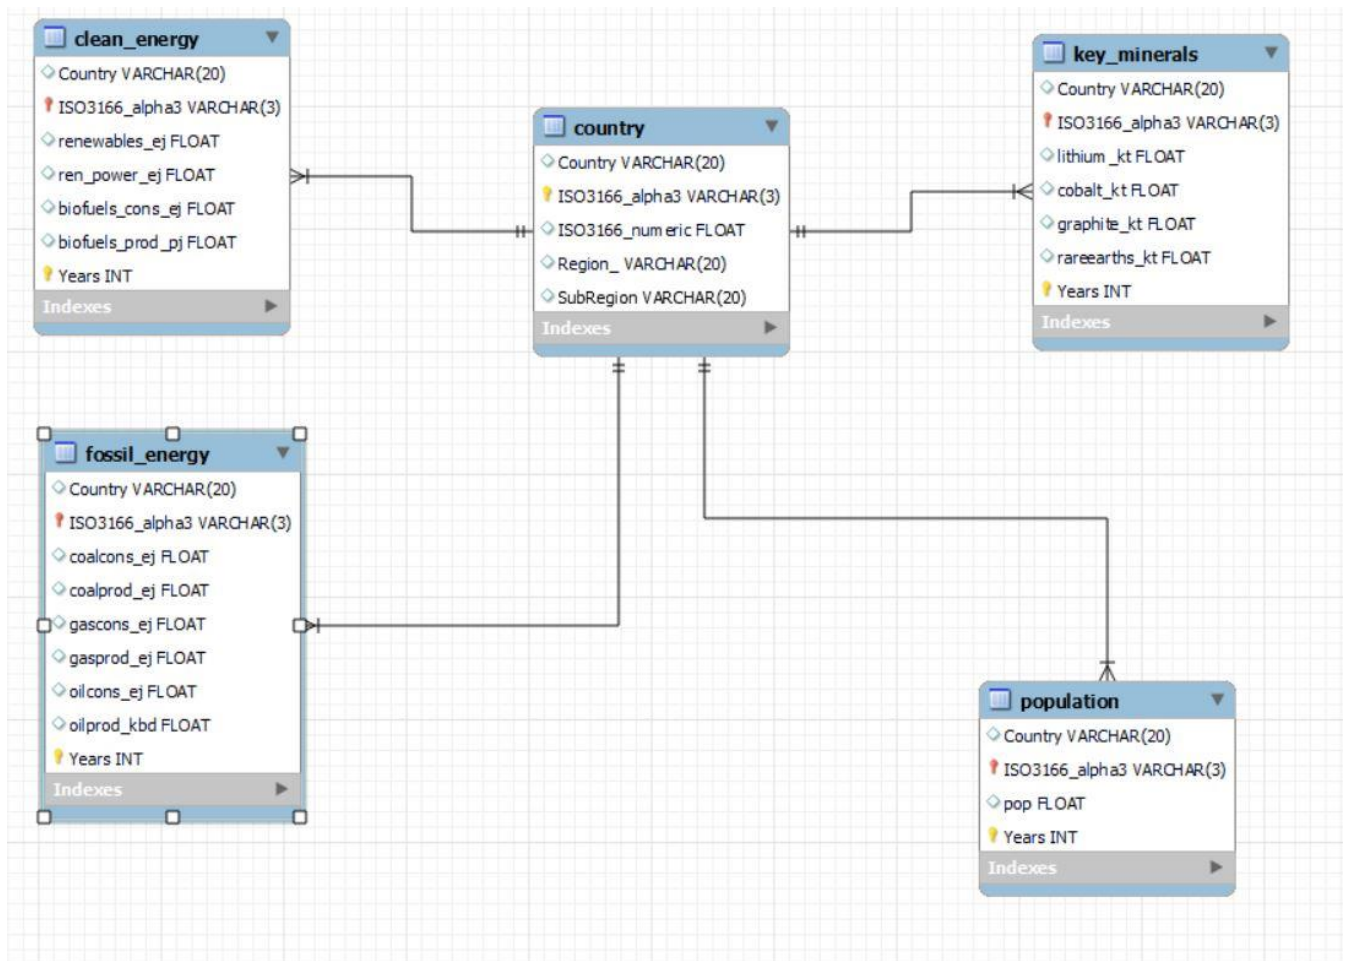 clean_energy
Country VARCHAR(20)
ISO3166_alpha3 VARCHAR(3)
renewables_ej FLOAT
ren_power_ej FLOAT
biofuels_cons_ej FLOAT
biofuels_prod_pj FLOAT
Years INT
Indexes
country
Country VARCHAR(20)
ISO3166_alpha3 VARCHAR(3)
ISO3166_numeric FLOAT
Region_ VARCHAR(20)
SubRegion VARCHAR(20)
Indexes
key_minerals
Country VARCHAR(20)
ISO3166_alpha3 VARCHAR(3)
lithium _kt FLOAT
cobalt_kt FLOAT
graphite_kt FLOAT
rareearths_kt FLOAT
Years INT
Indexes
fossil_energy
Country VARCHAR(20)
ISO3166_alpha3 VARCHAR(3)
coalcons_ej FLOAT
coalprod_ej FLOAT
gascons_ej FLOAT
gasprod_ej FLOAT
oilcons_ej FLOAT
oilprod_kbd FLOAT
Years INT
Indexes
population
Country VARCHAR(20)
ISO3166_alpha3 VARCHAR(3)
pop FLOAT
Years INT
Indexes